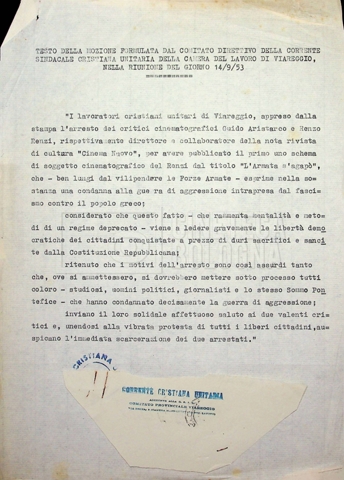 TESTO DELLA MOZIONE FORMULATA DAL COMITATO DIRETTIVO DELLA CORRENTE
SINDACALE CRISTIANA UNITARIA DELLA CAMERA DEL LAVORO DI VIAREGGIO,
NELLA RIUNIONE DEL GIORNO 14/9/53
"I lavoratori cristiani unitari di Viareggio, appreso dalla
stampa l'arresto dei critici cinematografici Guido Aristarco e Renzo
Renzi, rispettivamente direttore e collaboratore della nota rivista
di cultura "Cinema Nuovo", per avere pubblicato il primo uno schema
di soggetto cinematografico del Renzi dal titolo "L'Armata s'agapò",
che - ben lungi dal vilipendere le Forze Armate - esprime nella so-
stanza una condanna alla gue ra di aggressione intrapresa dal fasci-
smo contro il popolo greco;
considerato che questo fatto - che rammenta mentalità e meto-
di di un regime deprecato - viene a ledere gravemente le libertà demo
cratiche dei cittadini conquistate a prezzo di duri sacrifici e sanci
te dalla Costituzione Repubblicana;
ritenuto che i motivi dell'arresto sono così assurdi tanto
che, ove si ammettessero, si dovrebbero mettere sotto processo tutti
coloro - studiosi, uomini politici, giornalisti e lo stesso Sommo Pon
tefice - che hanno condannato decisamente la guerra di aggressione;
inviano il loro solidale affettuoso saluto ai due valenti cri-
tici e, unendosi alla vibrata protesta di tutti i liberi cittadini, au-
spicano l'immediata scarcerazione dei due arrestati."
CRISTIANA
CORRENTE CRISTIANA UNITARIA
COMITATO PROVINCIALE VIAREGGIO